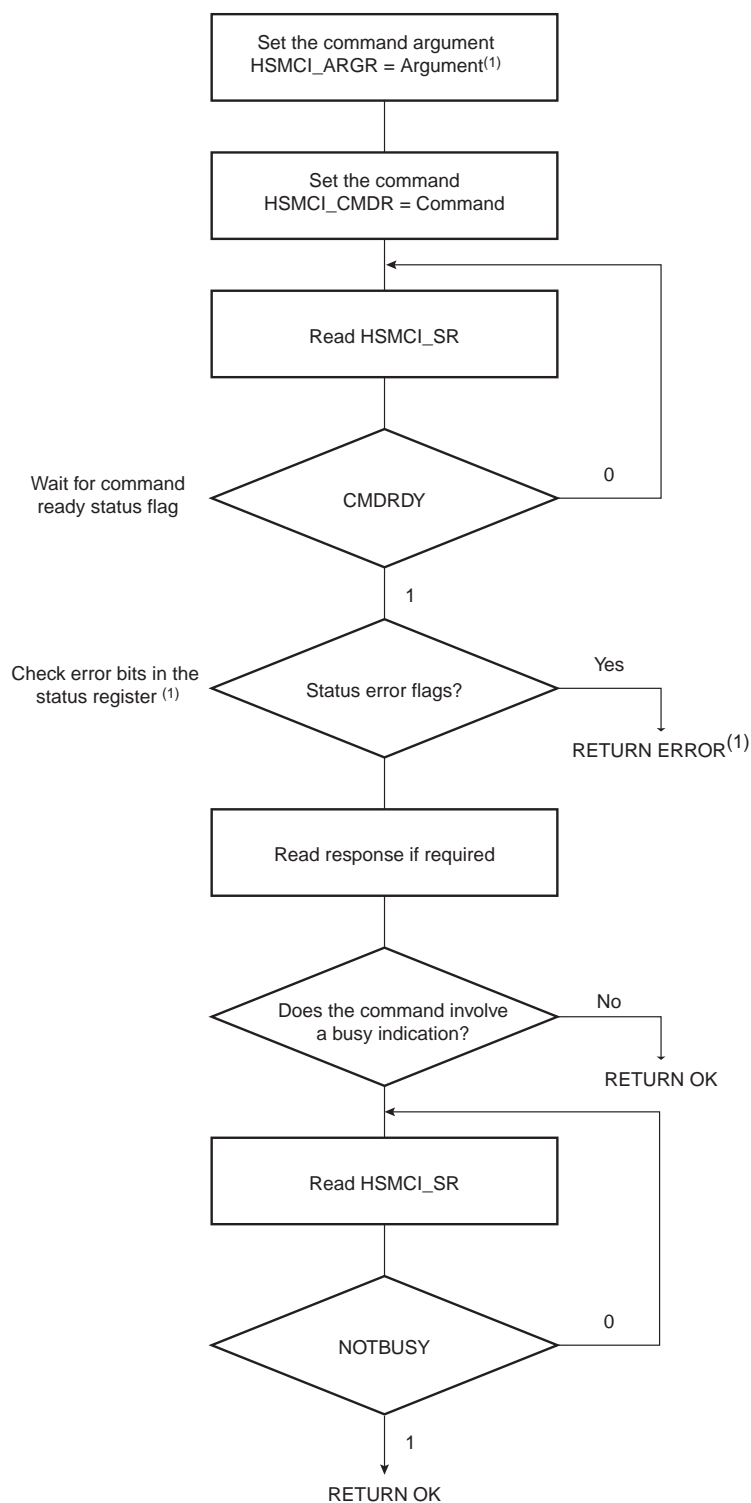 Set the command argument
HSMCI_ARGR = Argument(1)
Set the command
HSMCI_CMDR = Command
Read HSMCI_SR
Wait for command
ready status flag
CMDRDY
0
1
Check error bits in the
status register (1)
Status error flags?
Yes
RETURN ERROR(1)
Read response if required
Does the command involve
a busy indication?
No
RETURN OK
Read HSMCI_SR
NOTBUSY
0
1
RETURN OK